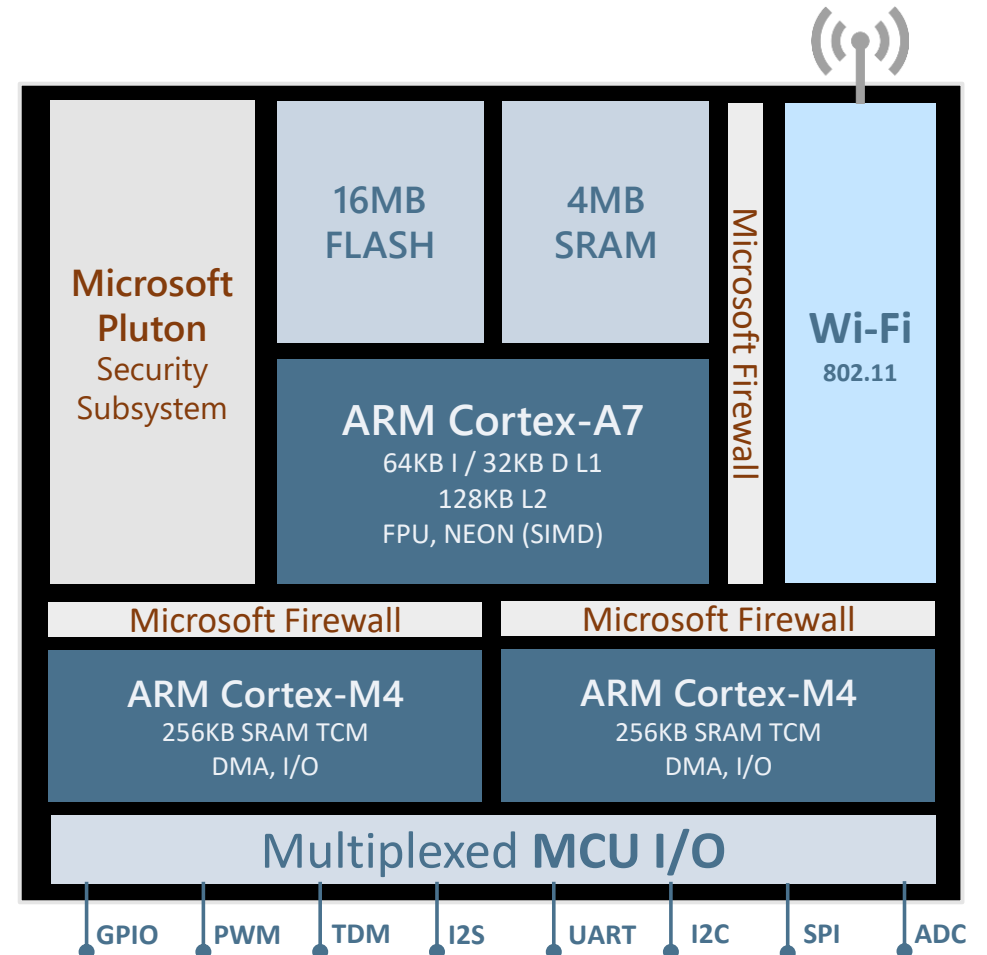 Microsoft
Pluton
Security
Subsystem
16MB
FLASH
4MB
SRAM
Microsoft Firewall
Wi-Fi
802.11
ARM Cortex-A7
64KB I / 32KB D L1
128KB L2
FPU, NEON (SIMD)
Microsoft Firewall
Microsoft Firewall
ARM Cortex-M4
256KB SRAM TCM
DMA, I/O
ARM Cortex-M4
256KB SRAM TCM
DMA, I/O
Multiplexed MCU I/O
GPIO
PWM
TDM
I2S
UART
I2C
SPI
ADC